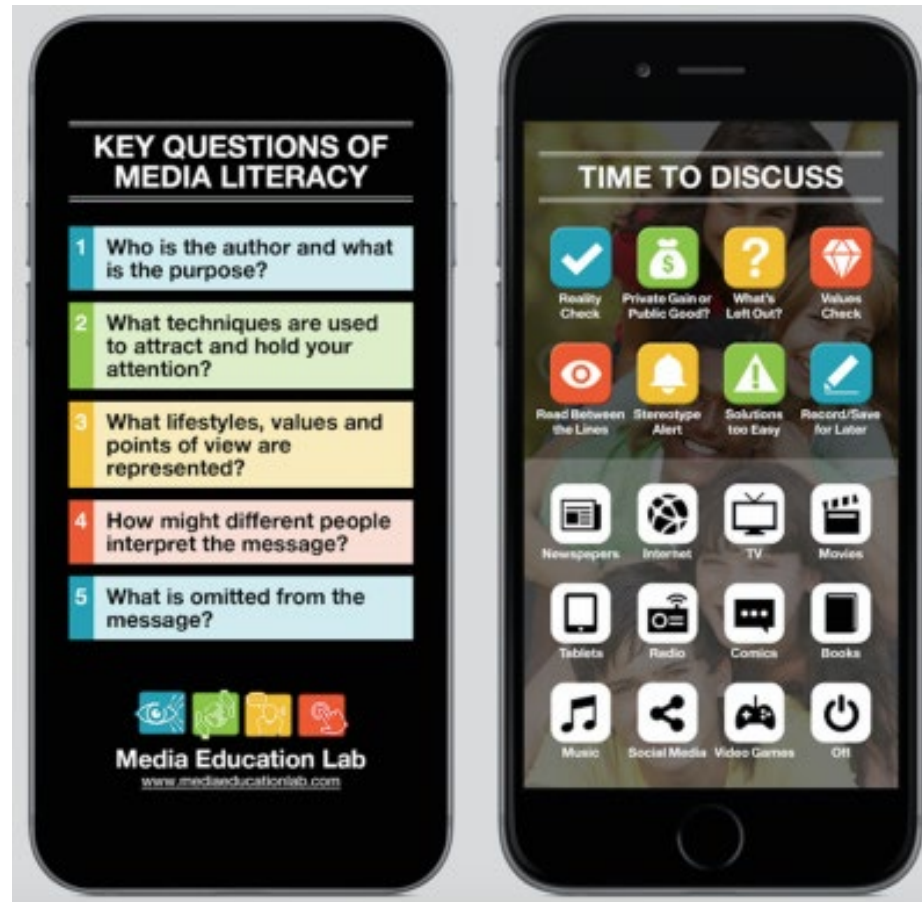 KEY QUESTIONS OF
MEDIA LITERACY
1 Who is the author and what
is the purpose?
2 What techniques are used
to attract and hold your
attention?
3 What lifestyles, values and
points of view are
represented?
4 How might different people
interpret the message?
5 What is omitted from the
message?
Media Education Lab
www.mediaeducationlab.com
TIME TO DISCUSS
Reality Check
Private Gain or Public Good?
What's Left Out?
Values Check
Read Between the Lines
Stereotype Alert
Solutions too Easy
Record/Save for Later
Newspepers
Internet
TV
Movies
Tablets
Radio
Comics
Books
Music
Social Media
Video Games
Off